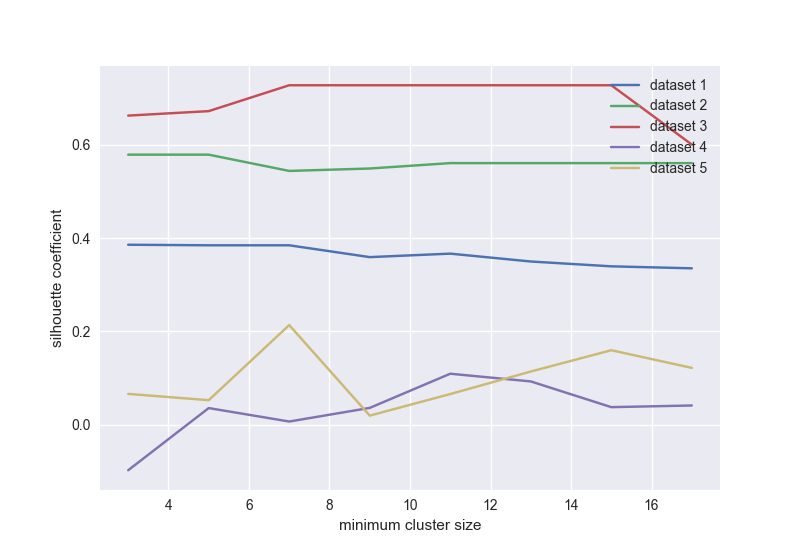 dataset 1
dataset 2
dataset 3
dataset 4
dataset 5
0.6
0.4
0.2
0.0
silhouette coefficient
4 6 8 10 12 14 16
minimum cluster size